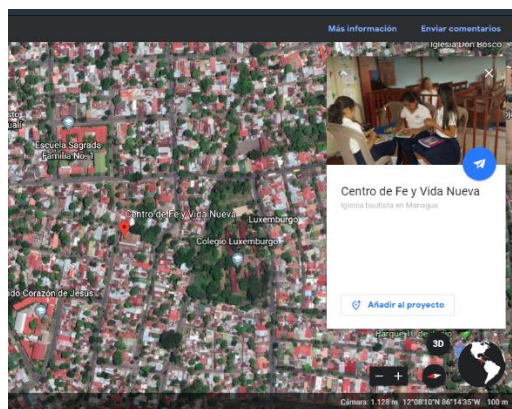 Más información
Enviar comentarios
Iglesia Don Bosco
Escuela Sagrada
Familia No. 1
Centro de Fe y Vida Nueva
Luxemburgo
Colegio Luxemburgo
Corazón de Jesus
Centro de Fe y Vida Nueva
Iglesia bautista en Managua
Añadir al proyecto
3D
Cámara: 1.128 m 12°08'10"N 86°14'35"W 100 m